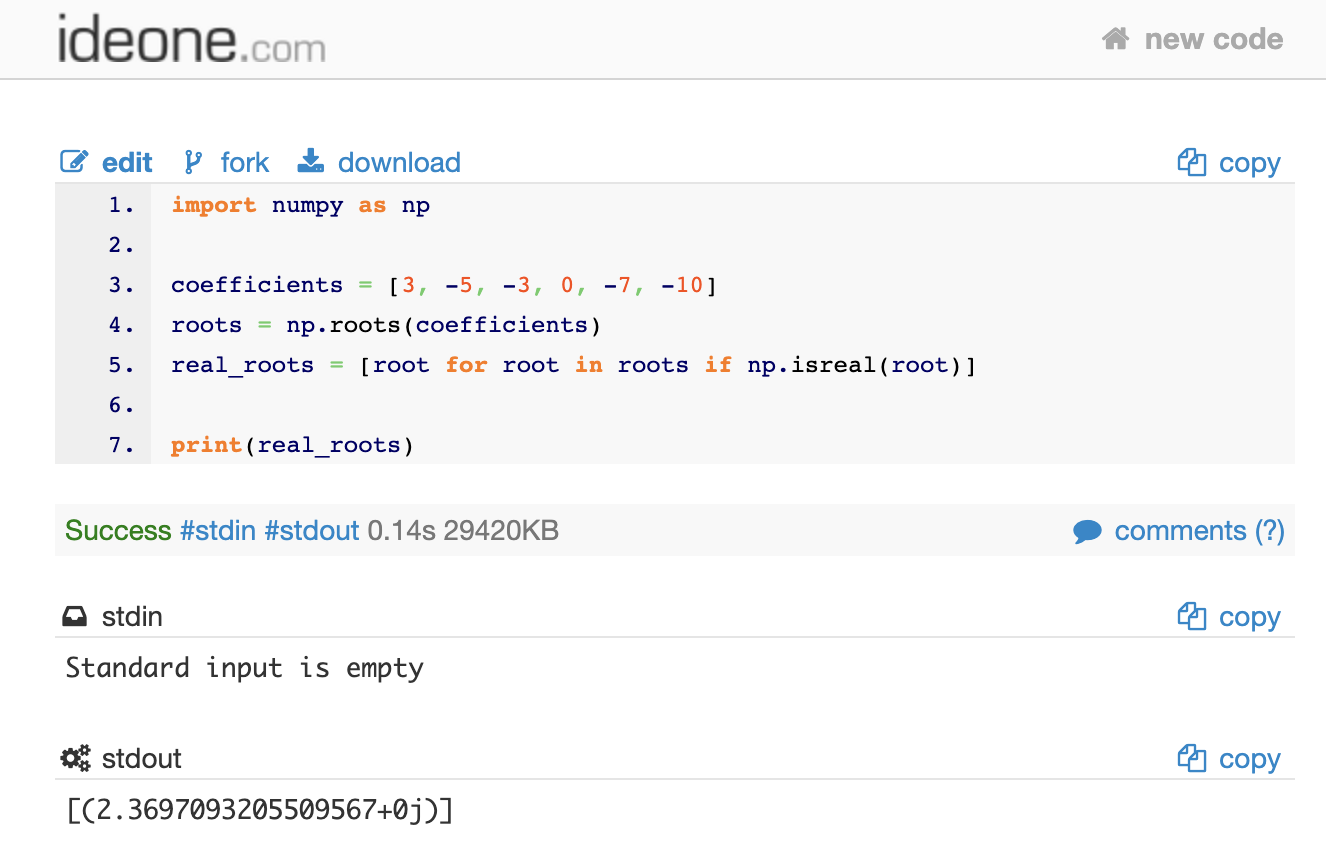 ideone.com
new code
edit fork download copy
1. import numpy as np
2.
3. coefficients = [3, -5, -3, 0, -7, -10]
4. roots = np.roots(coefficients)
5. real_roots = [root for root in roots if np.isreal(root)]
6.
7. print(real_roots)
Success #stdin #stdout 0.14s 29420KB comments (?)
stdin copy
Standard input is empty
stdout copy
[(2.3697093205509567+0j)]